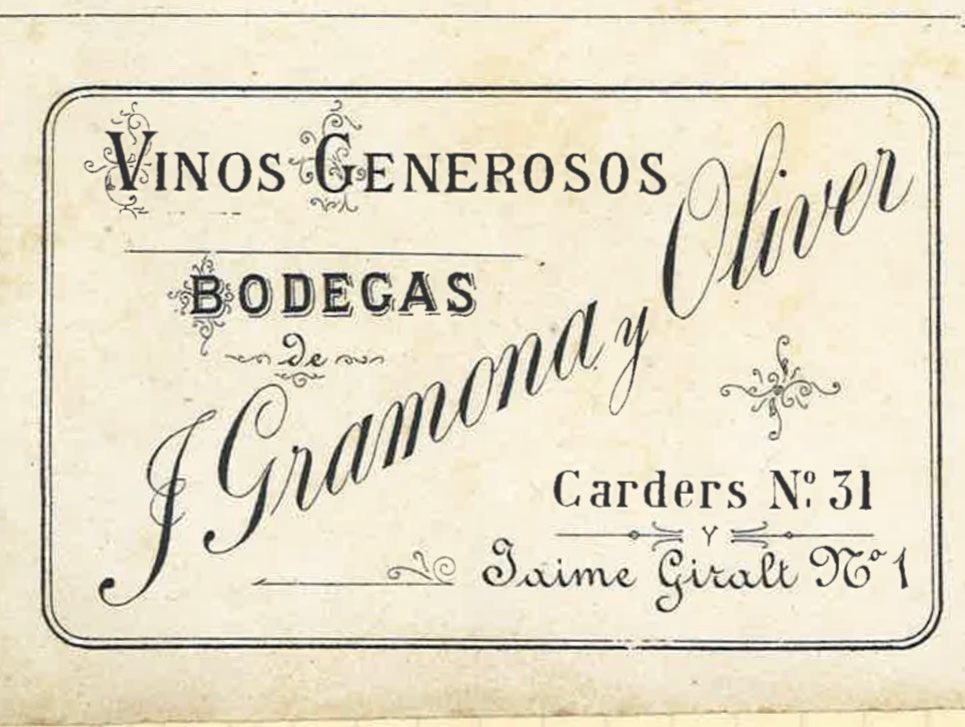 VINOS GENEROSOS
BODEGAS
de
J Gramona y Oliver
Carders Nº 31
Y
Jaime Giralt Nº 1